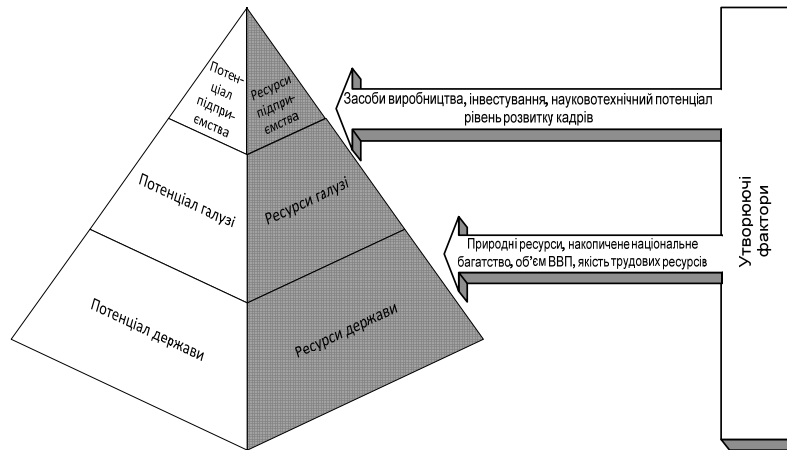 Потен-
ціал
підпри-
ємства
Ресурси
підпри-
ємства
Засоби виробництва, інвестування, науковотехнічний потенціал
рівень розвитку кадрів
Потенціал галузі
Ресурси галузі
Природні ресурси, накопичене національне
багатство, об'єм ВВП, якість трудових ресурсів
Потенціал держави
Ресурси держави
Утворюючі
фактори